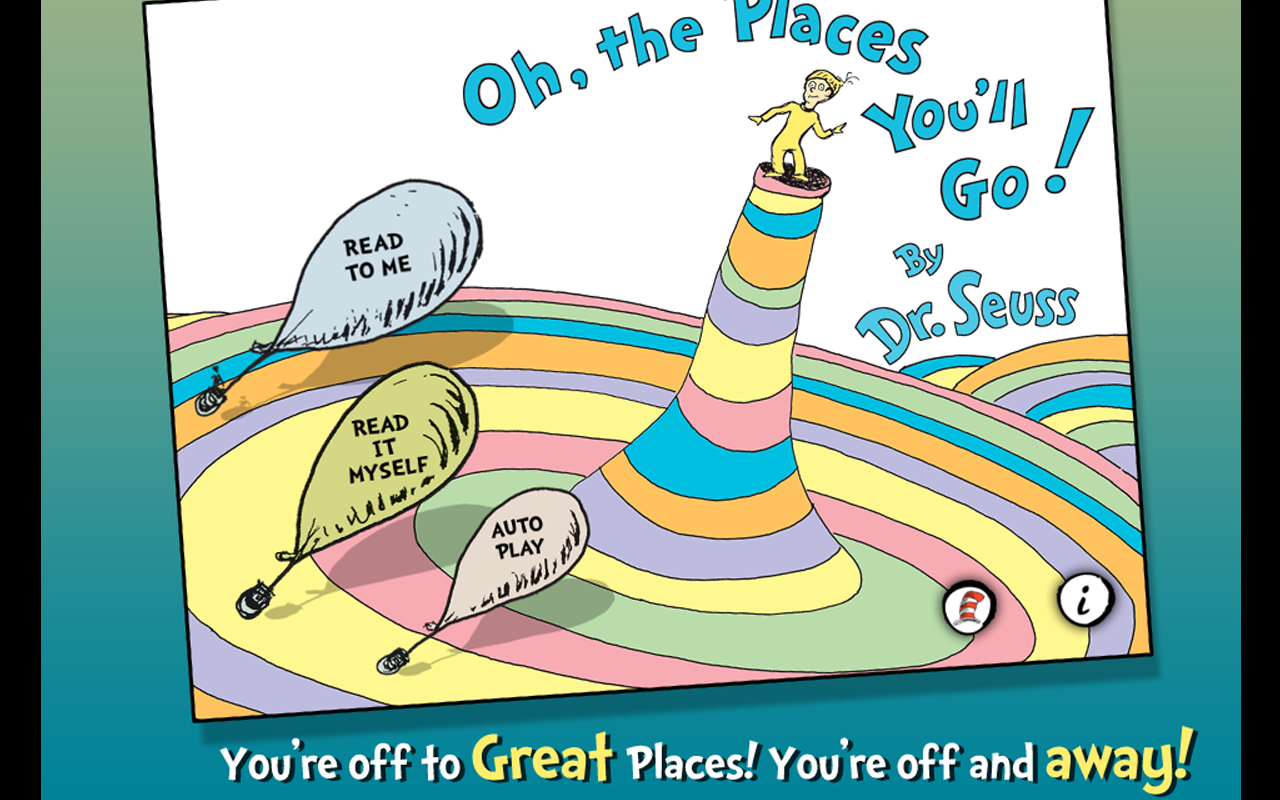 Oh, the Places
You'll
Go!
By
Dr. Seuss
READ
TO ME
READ
IT
MYSELF
AUTO
PLAY
i
You're off to Great Places! You're off and away!